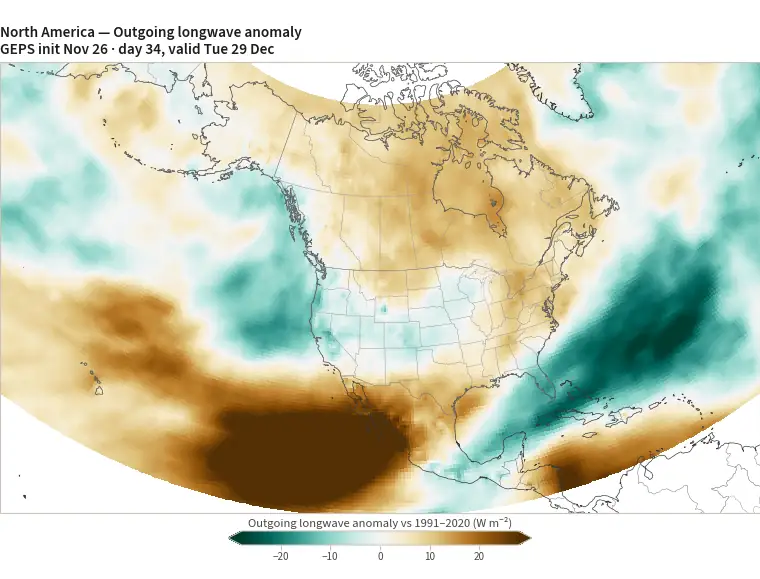 North America — Outgoing longwave anomaly
GEPS init Nov 26 · day 34, valid Tue 29 Dec
Outgoing longwave anomaly vs 1991–2020 (W m⁻²)
−20 −10 0 10 20